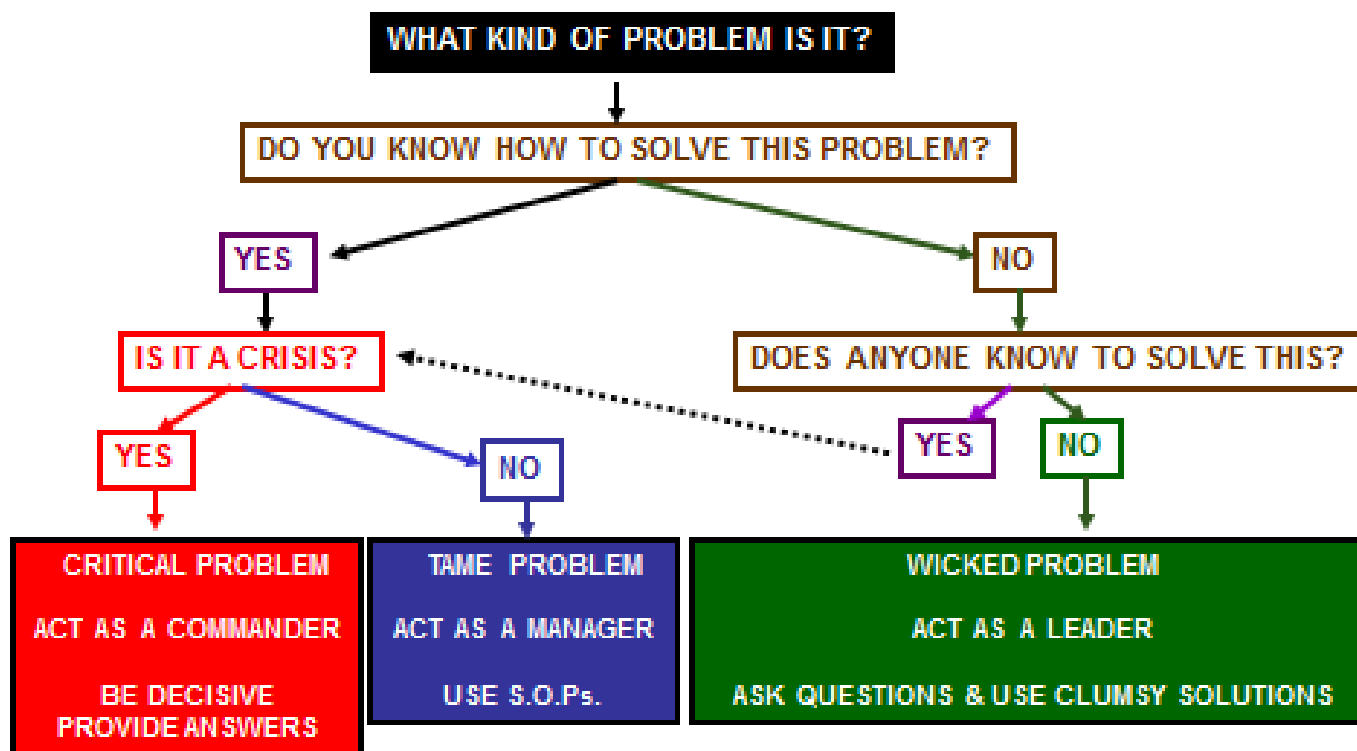 WHAT KIND OF PROBLEM IS IT?
DO YOU KNOW HOW TO SOLVE THIS PROBLEM?
YES
NO
IS IT A CRISIS?
DOES ANYONE KNOW TO SOLVE THIS?
YES
NO
YES
NO
CRITICAL PROBLEM
ACT AS A COMMANDER
BE DECISIVE
PROVIDE ANSWERS
TAME PROBLEM
ACT AS A MANAGER
USE S.O.Ps.
WICKED PROBLEM
ACT AS A LEADER
ASK QUESTIONS & USE CLUMSY SOLUTIONS